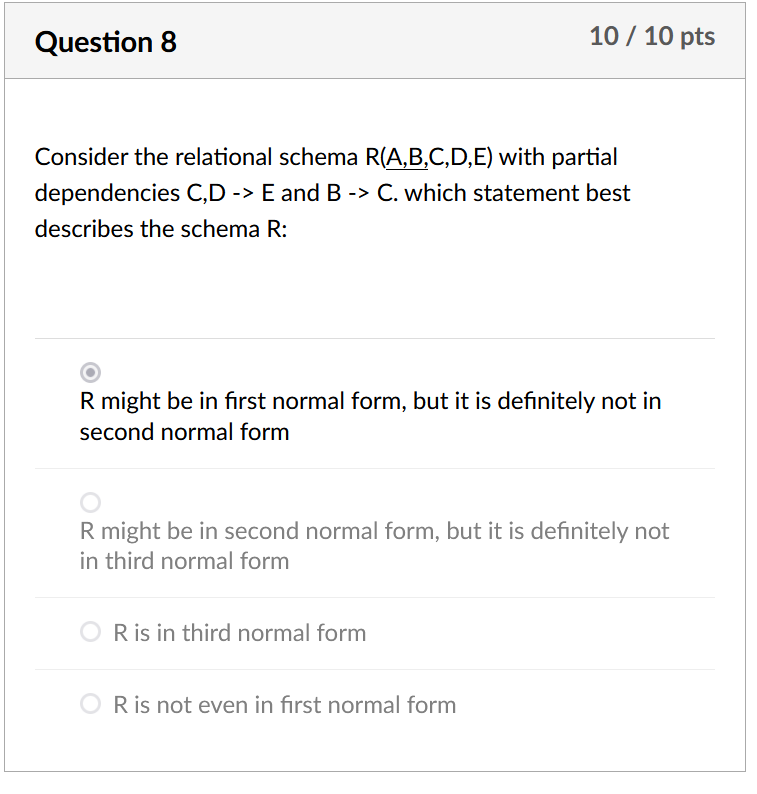 Question 8
10 / 10 pts
Consider the relational schema R(A,B,C,D,E) with partial
dependencies C,D -> E and B -> C. which statement best
describes the schema R:
R might be in first normal form, but it is definitely not in
second normal form
R might be in second normal form, but it is definitely not
in third normal form
R is in third normal form
R is not even in first normal form